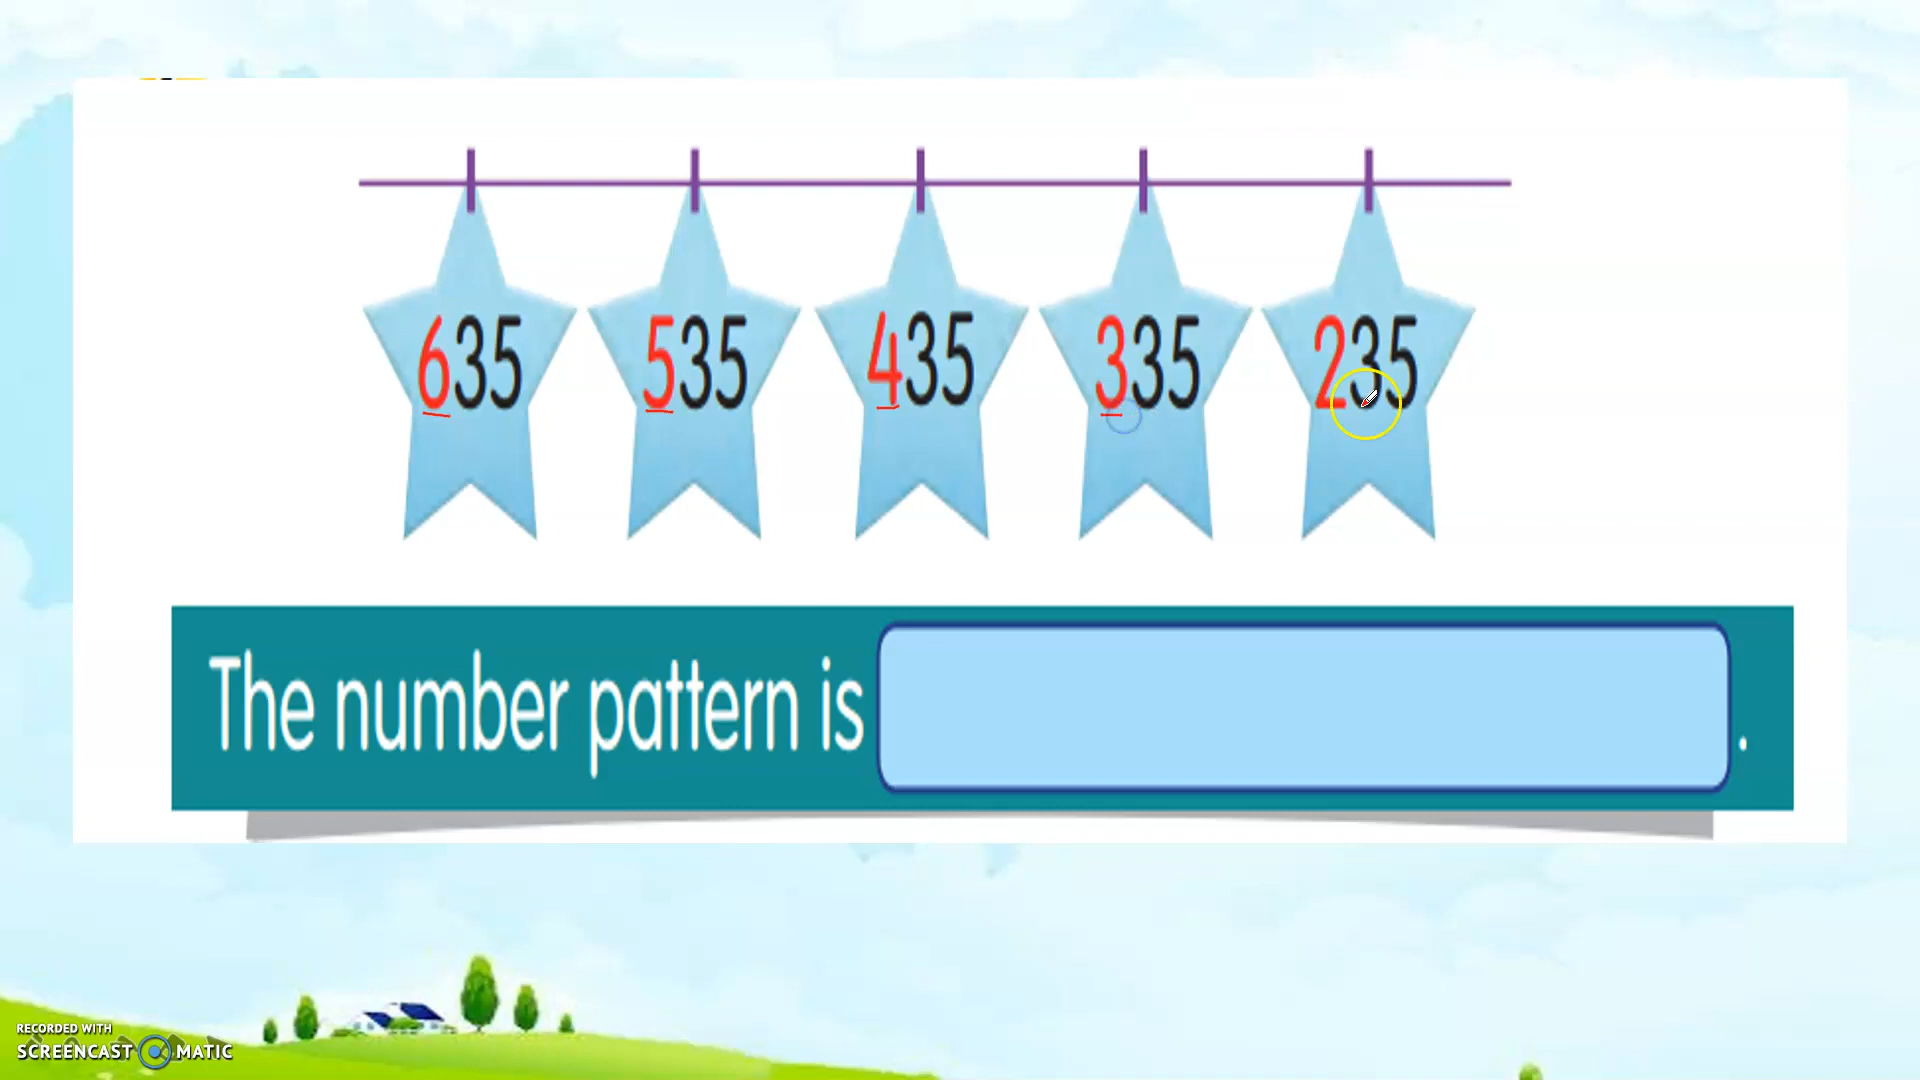 635 535 435 335 235
The number pattern is .
RECORDED WITH
SCREENCAST MATIC